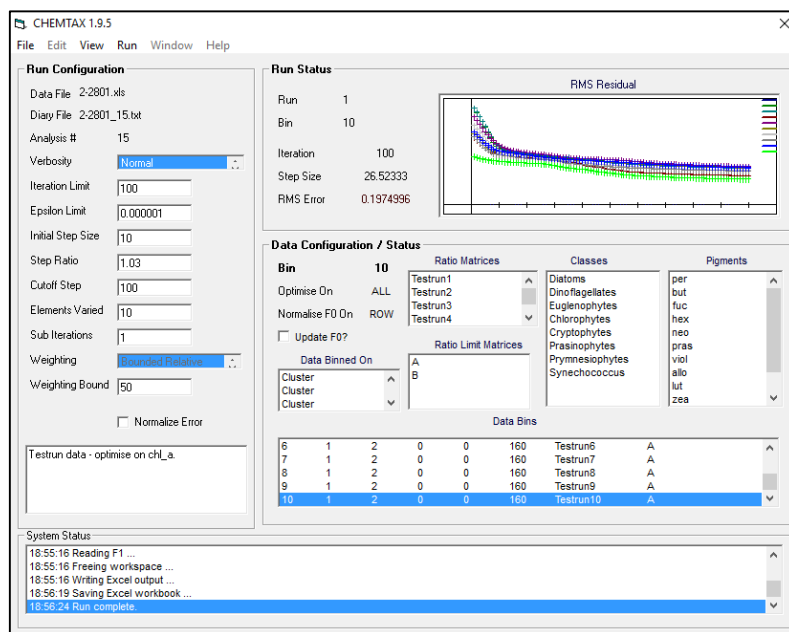 CHEMTAX 1.9.5
File Edit View Run Window Help
Run Configuration
Data File 2-2801.xls
Diary File 2-2801_15.txt
Analysis # 15
Verbosity Normal
Iteration Limit 100
Epsilon Limit 0.000001
Initial Step Size 10
Step Ratio 1.03
Cutoff Step 100
Elements Varied 10
Sub Iterations 1
Weighting Bounded Relative
Weighting Bound 50
Normalize Error
Testrun data - optimise on chl_a.
Run Status
Run 1
Bin 10
Iteration 100
Step Size 26.52333
RMS Error 0.1974996
RMS Residual
Data Configuration / Status
Bin 10
Optimise On ALL
Normalise F0 On ROW
Update F0?
Data Binned On
Cluster
Cluster
Cluster
Ratio Matrices
Testrun1
Testrun2
Testrun3
Testrun4
Ratio Limit Matrices
A
B
Classes
Diatoms
Dinoflagellates
Euglenophytes
Chlorophytes
Cryptophytes
Prasinophytes
Prymnesiophytes
Synechococcus
Pigments
per
but
fuc
hex
neo
pras
viol
allo
lut
zea
Data Bins
6 1 2 0 0 160 Testrun6 A
7 1 2 0 0 160 Testrun7 A
8 1 2 0 0 160 Testrun8 A
9 1 2 0 0 160 Testrun9 A
10 1 2 0 0 160 Testrun10 A
System Status
18:55:16 Reading F1 ...
18:55:16 Freeing workspace ...
18:55:16 Writing Excel output ...
18:56:19 Saving Excel workbook ...
18:56:24 Run complete.